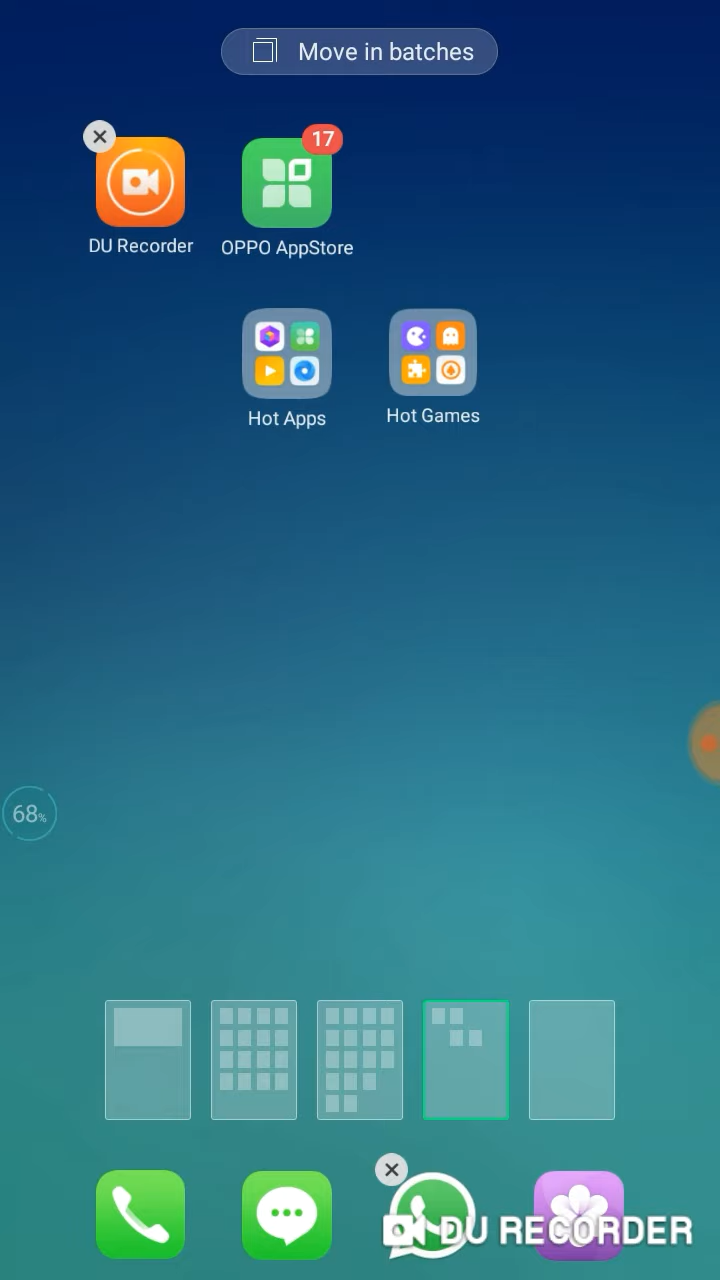 Move in batches
17
DU Recorder
OPPO AppStore
Hot Apps
Hot Games
68%
DU RECORDER